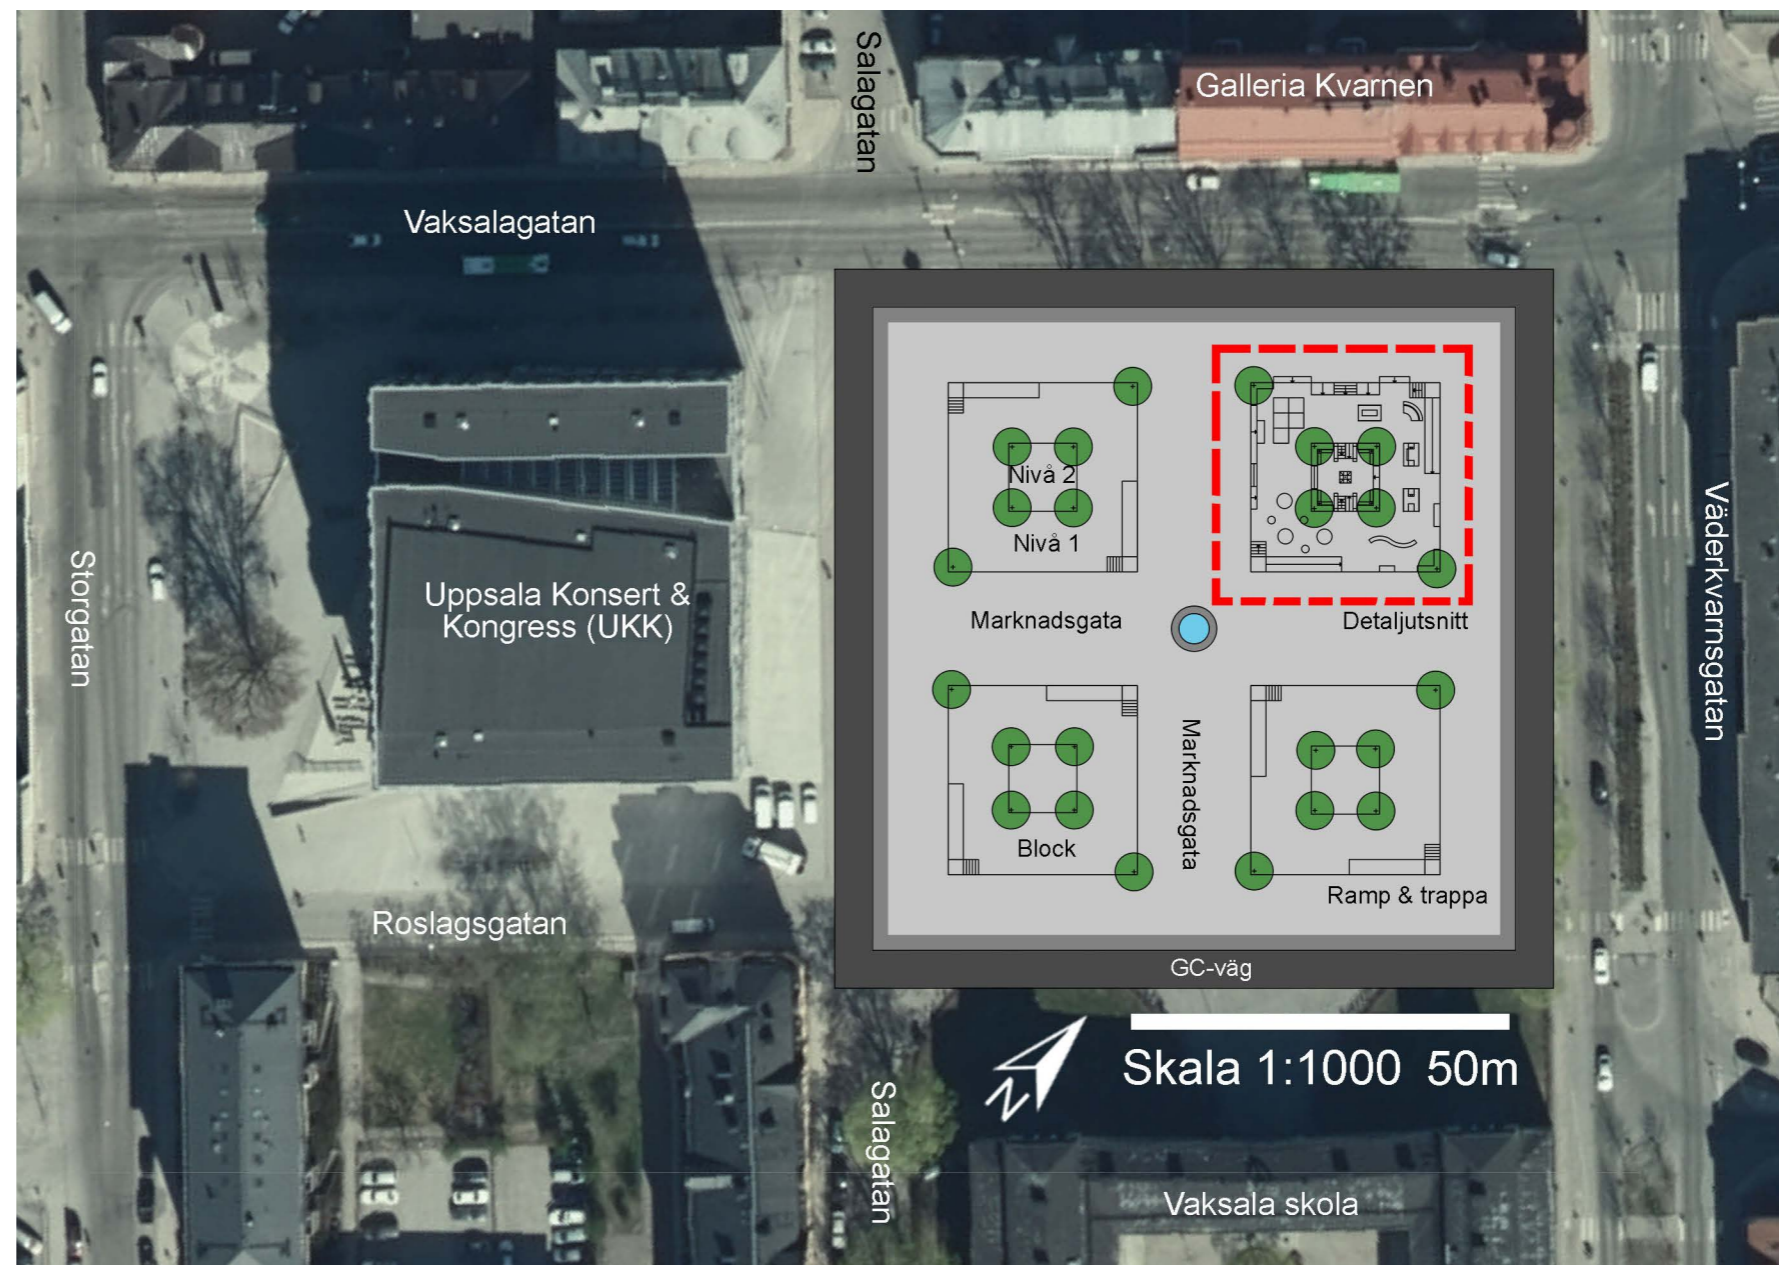 Salagatan
Galleria Kvarnen
Vaksalagatan
Nivå 2
Nivå 1
Storgatan
Uppsala Konsert &
Kongress (UKK)
Marknadsgata
Detaljutsnitt
Väderkvarnsgatan
Marknadsgata
Block
Ramp & trappa
Roslagsgatan
GC-väg
N
Skala 1:1000 50m
Salagatan
Vaksala skola